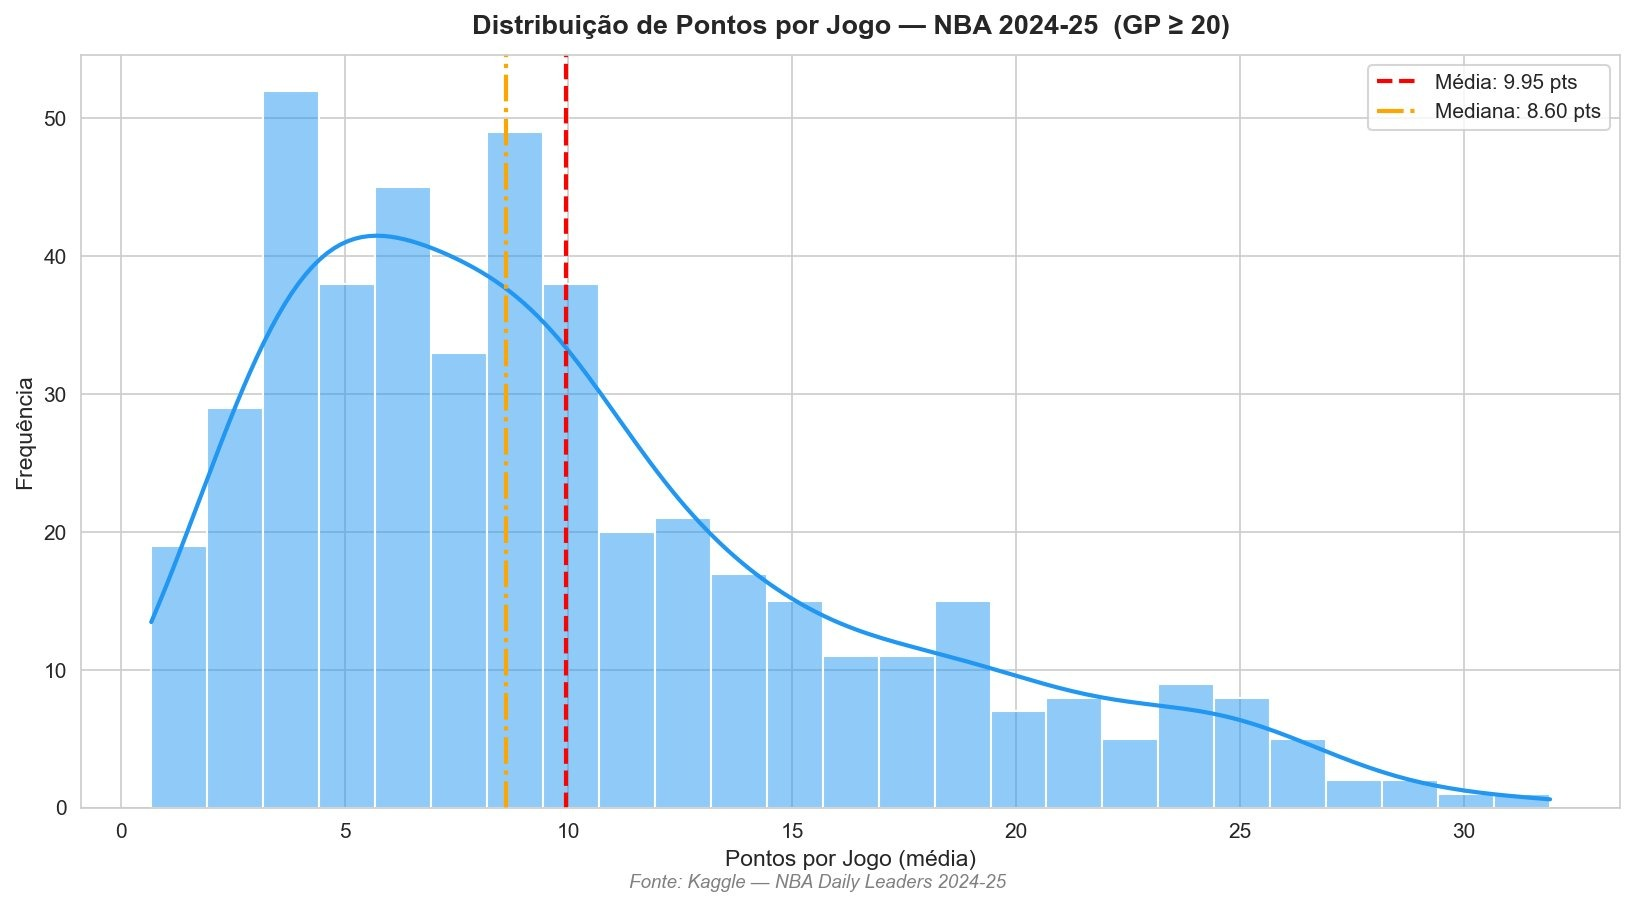 Distribuição de Pontos por Jogo — NBA 2024-25  (GP ≥ 20)
Média: 9.95 pts
Mediana: 8.60 pts
Frequência
50
40
30
20
10
0
0 5 10 15 20 25 30
Pontos por Jogo (média)
Fonte: Kaggle — NBA Daily Leaders 2024-25